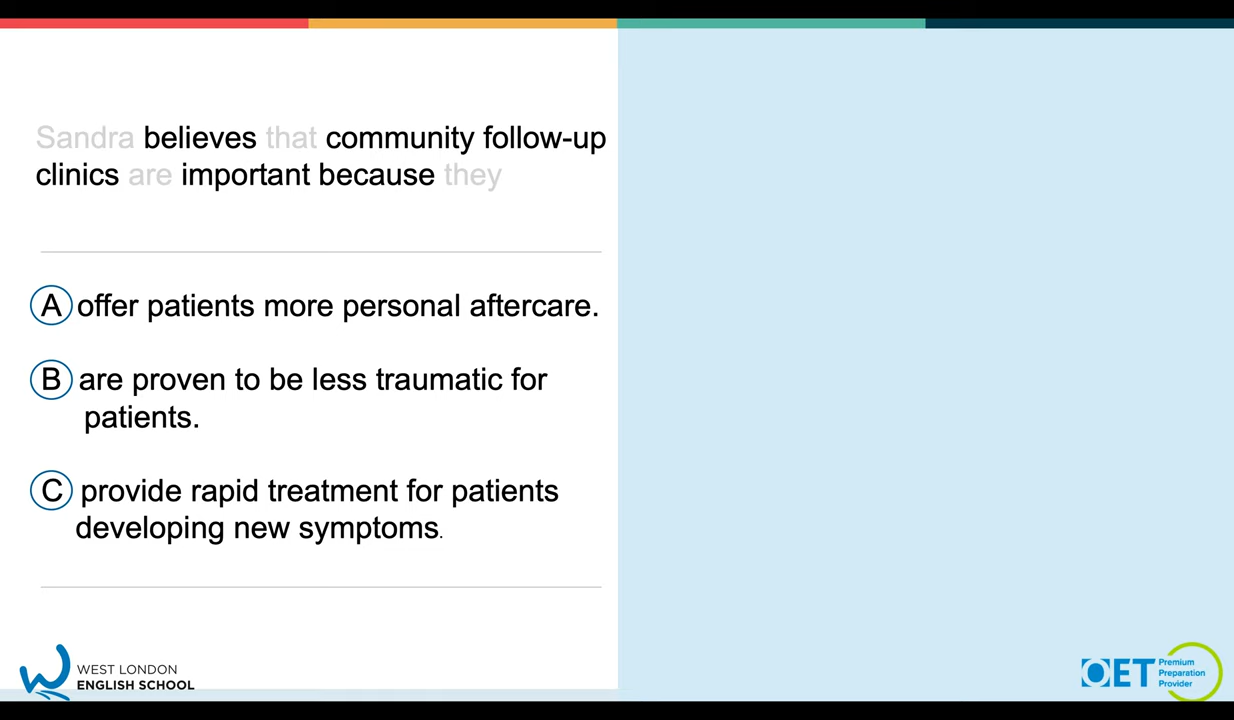 Sandra believes that community follow-up
clinics are important because they
A offer patients more personal aftercare.
B are proven to be less traumatic for
patients.
C provide rapid treatment for patients
developing new symptoms.
WEST LONDON
ENGLISH SCHOOL
OET
Premium
Preparation
Provider